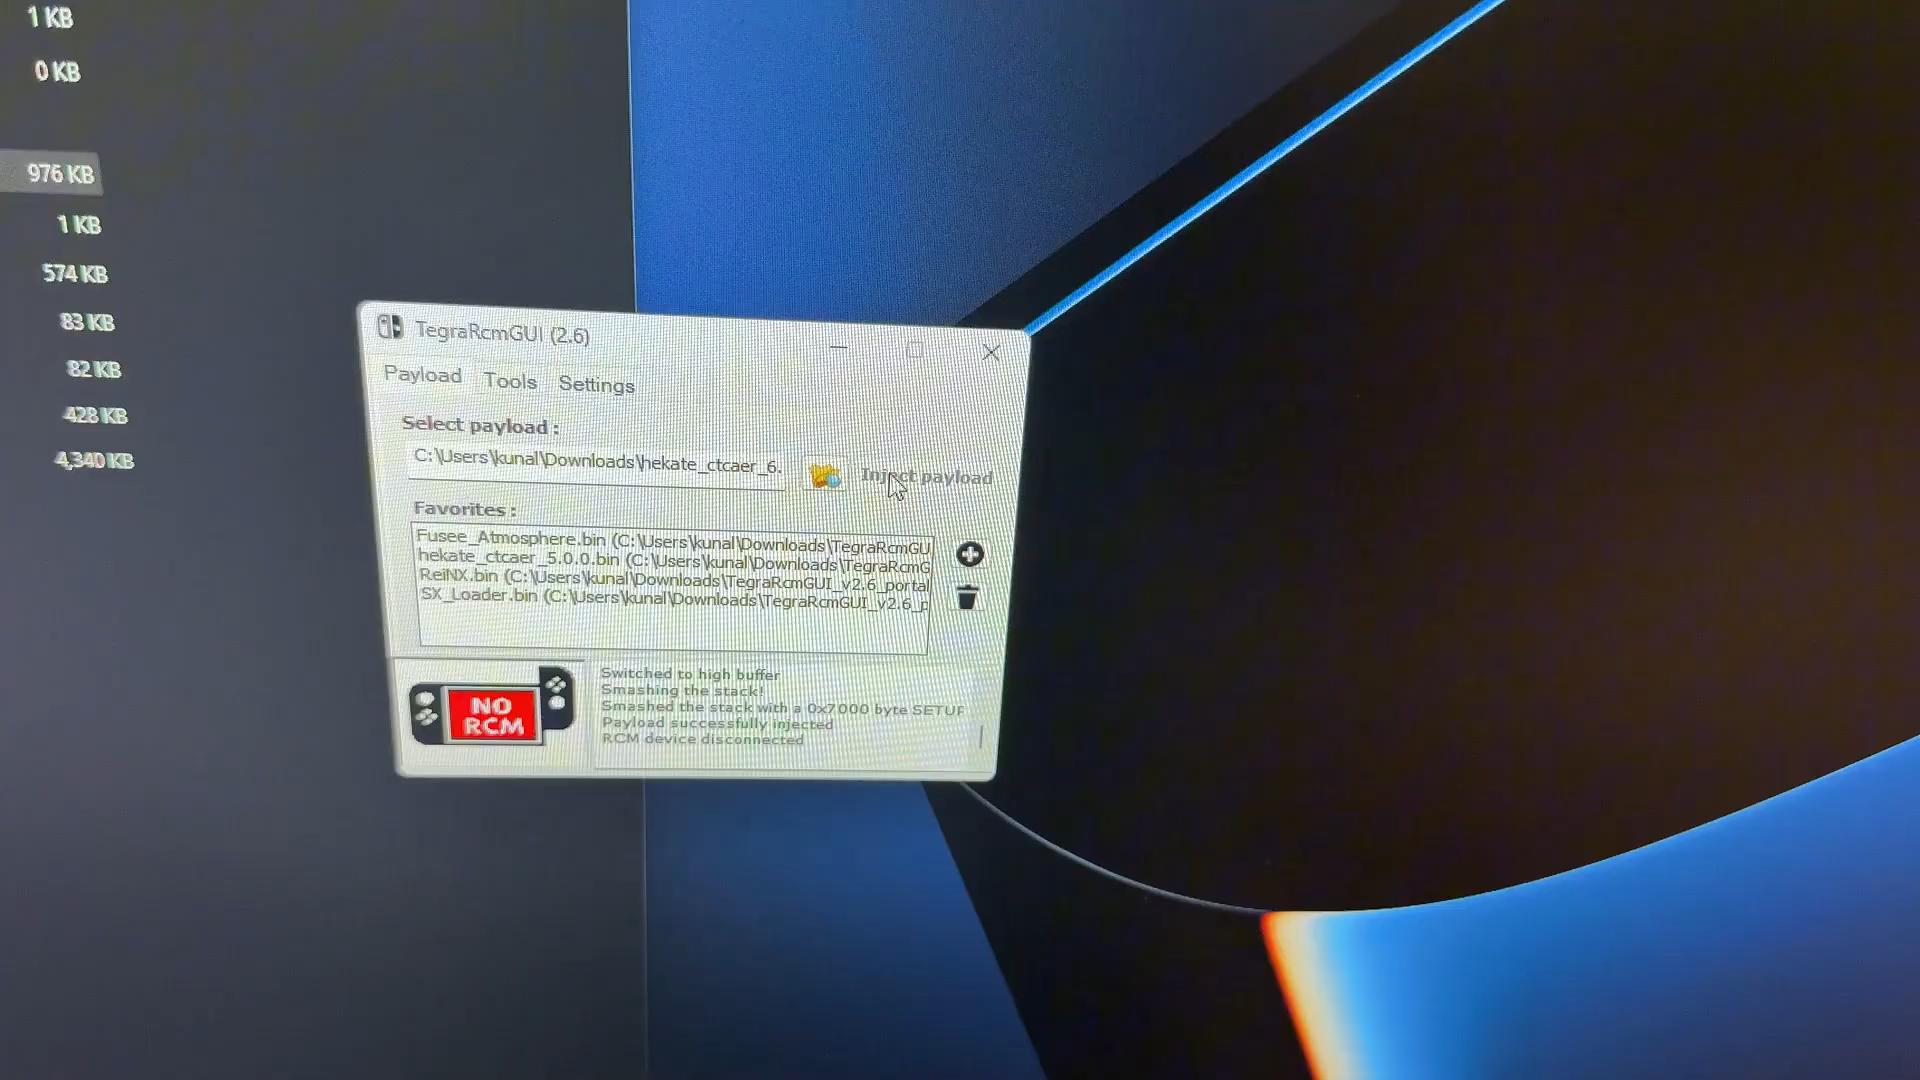 1 KB
0 KB
976 KB
1 KB
574 KB
83 KB
82 KB
428 KB
4,340 KB
TegraRcmGUI (2.6)
Payload Tools Settings
Select payload :
C:\Users\kunal\Downloads\hekate_ctcaer_6.
Inject payload
Favorites :
Fusee_Atmosphere.bin (C:\Users\kunal\Downloads\TegraRcmGU
hekate_ctcaer_5.0.0.bin (C:\Users\kunal\Downloads\TegraRcmG
ReiNX.bin (C:\Users\kunal\Downloads\TegraRcmGUI_v2.6_portal
SX_Loader.bin (C:\Users\kunal\Downloads\TegraRcmGUI_v2.6_p
NO
RCM
Switched to high buffer
Smashing the stack!
Smashed the stack with a 0x7000 byte SETUP
Payload successfully injected
RCM device disconnected